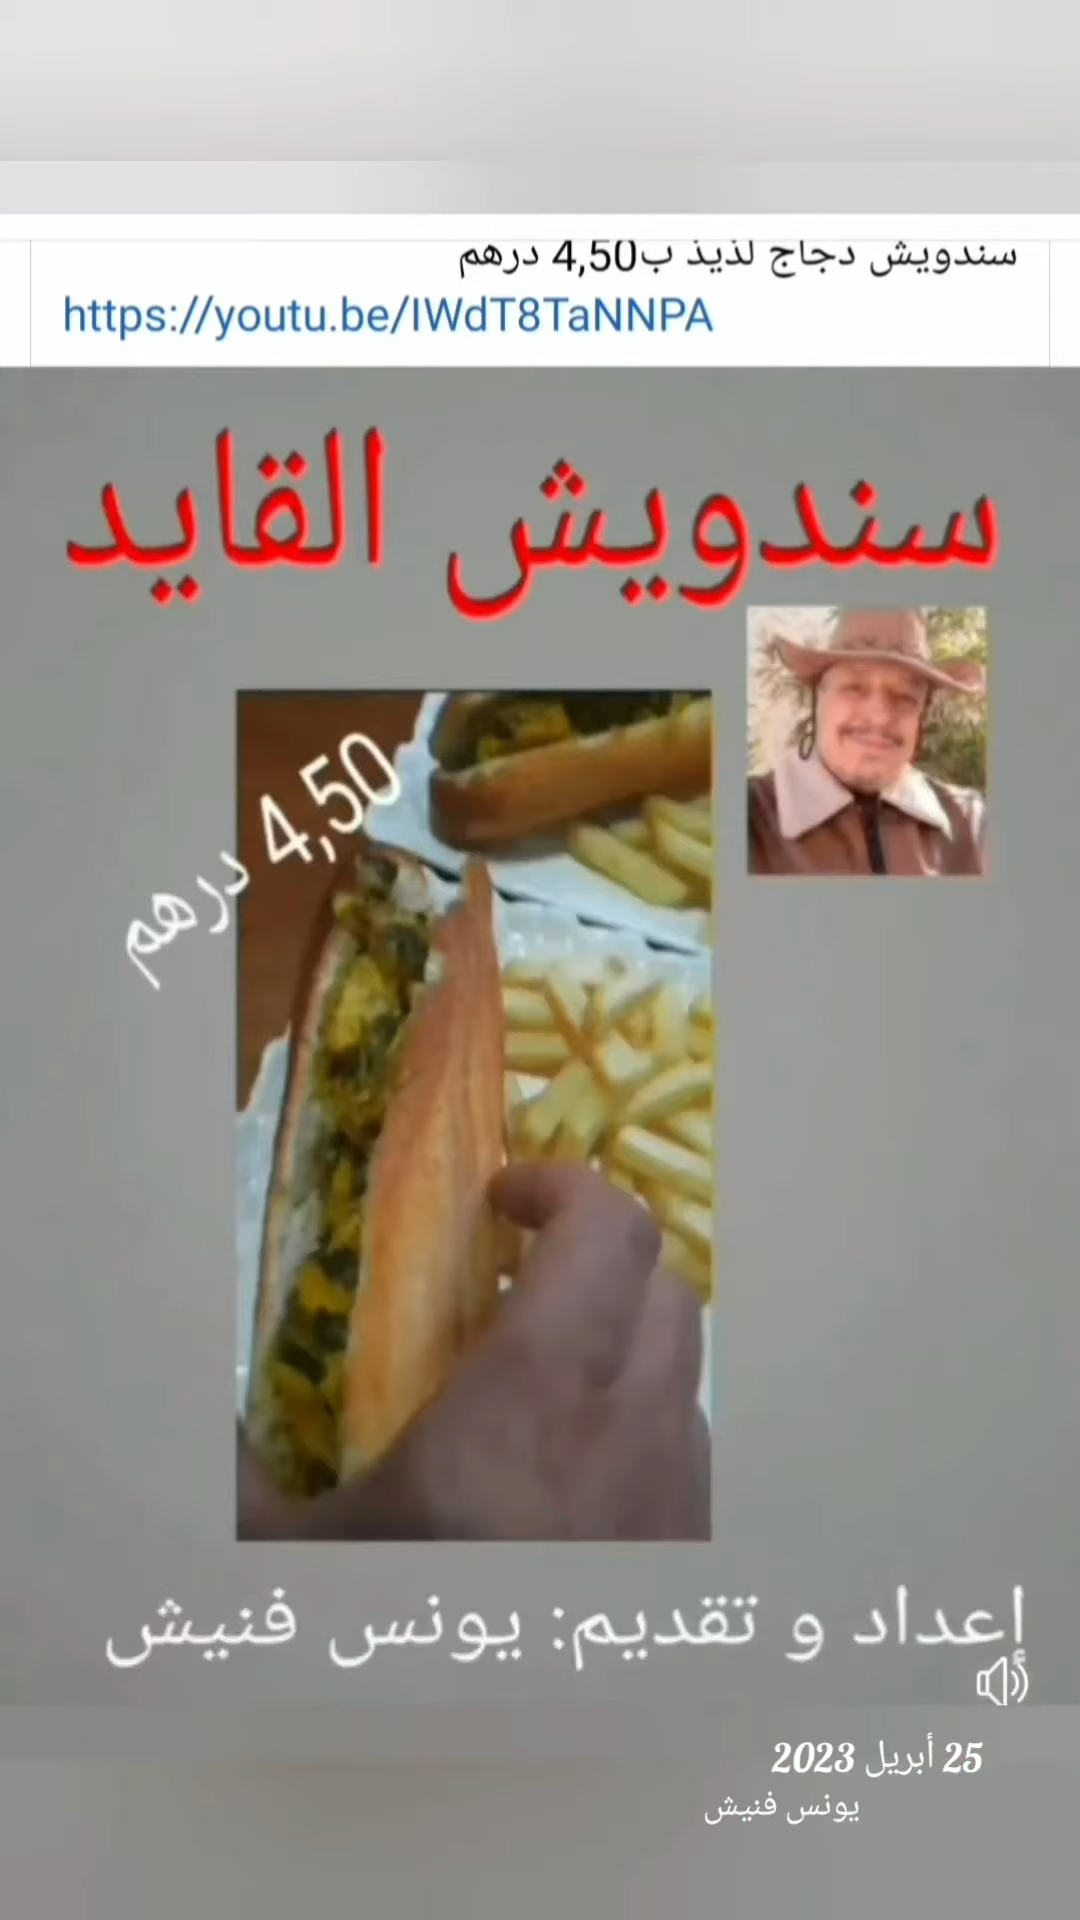 سندويش دجاج لذيذ ب4,50 درهم
https://youtu.be/IWdT8TaNNPA
سندويش القايد
4,50 درهم
إعداد و تقديم: يونس فنيش
25 أبريل 2023
يونس فنيش